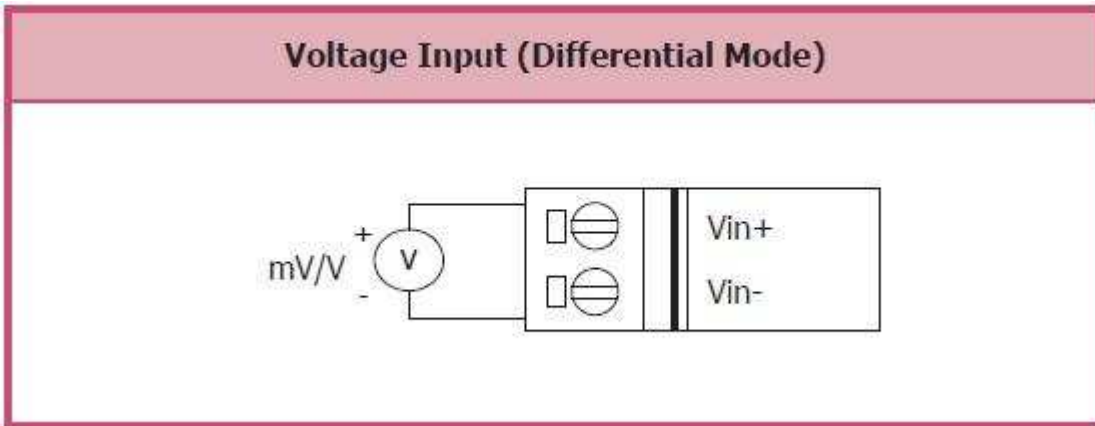 Voltage Input (Differential Mode)
+
mV/V
V
-
Vin+
Vin-